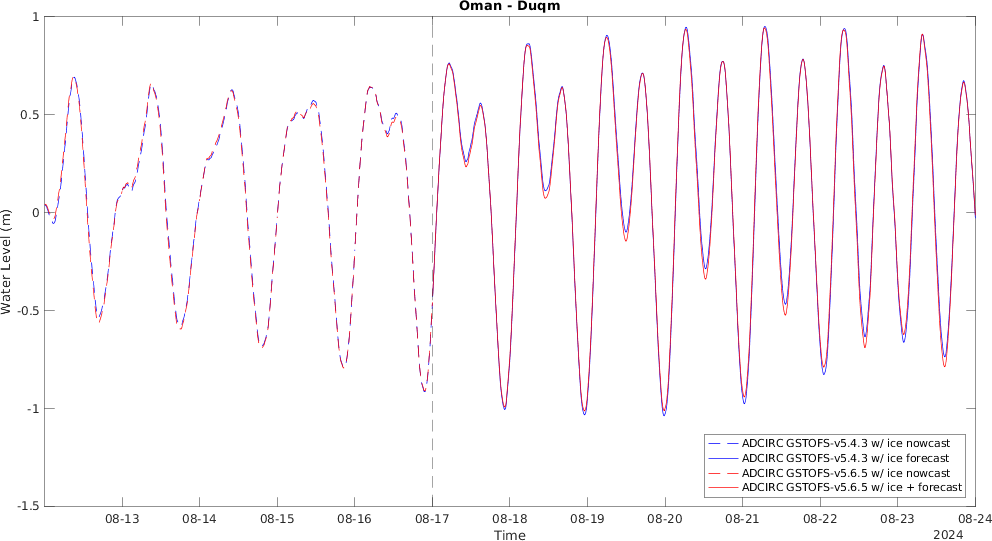 Oman - Duqm
Water Level (m)
1
0.5
0
-0.5
-1
-1.5
08-13
08-14
08-15
08-16
08-17
08-18
08-19
08-20
08-21
08-22
08-23
08-24
Time
2024
ADCIRC GSTOFS-v5.4.3 w/ ice nowcast
ADCIRC GSTOFS-v5.4.3 w/ ice forecast
ADCIRC GSTOFS-v5.6.5 w/ ice nowcast
ADCIRC GSTOFS-v5.6.5 w/ ice + forecast